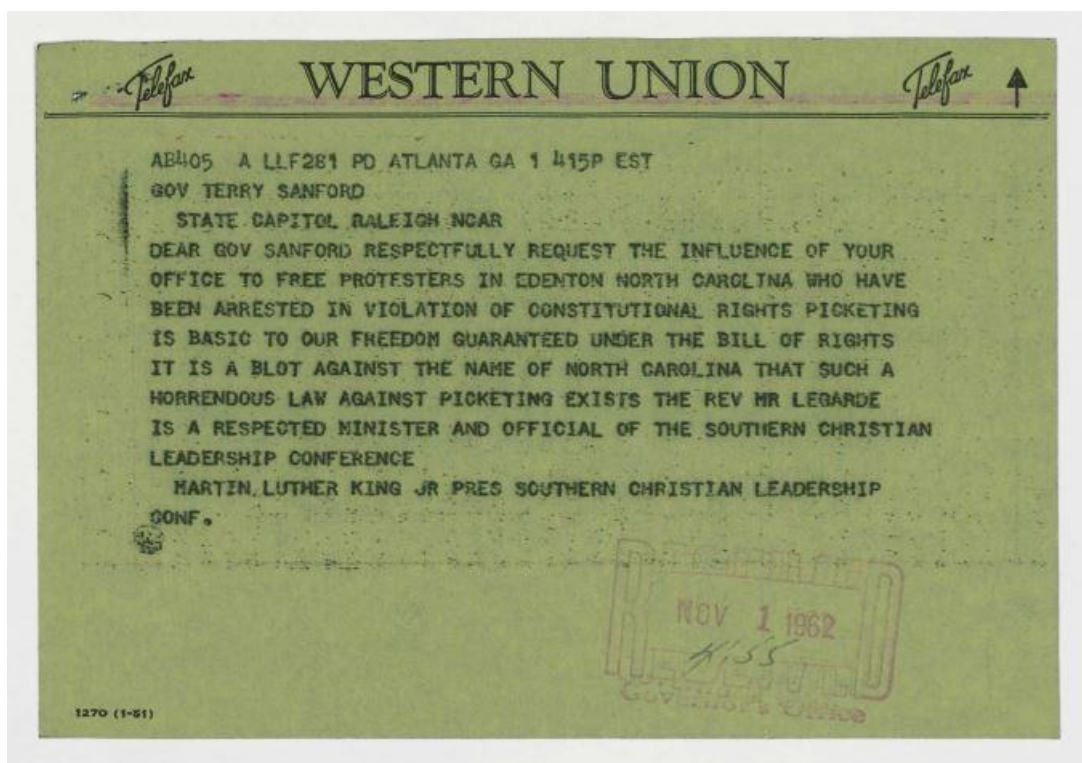 Telefax WESTERN UNION Telefax
AB405 A LLF281 PD ATLANTA GA 1 415P EST
GOV TERRY SANFORD
STATE CAPITOL RALEIGH NCAR
DEAR GOV SANFORD RESPECTFULLY REQUEST THE INFLUENCE OF YOUR
OFFICE TO FREE PROTESTERS IN EDENTON NORTH CAROLINA WHO HAVE
BEEN ARRESTED IN VIOLATION OF CONSTITUTIONAL RIGHTS PICKETING
IS BASIC TO OUR FREEDOM GUARANTEED UNDER THE BILL OF RIGHTS
IT IS A BLOT AGAINST THE NAME OF NORTH CAROLINA THAT SUCH A
HORRENDOUS LAW AGAINST PICKETING EXISTS THE REV MR LEGARDE
IS A RESPECTED MINISTER AND OFFICIAL OF THE SOUTHERN CHRISTIAN
LEADERSHIP CONFERENCE
MARTIN LUTHER KING JR PRES SOUTHERN CHRISTIAN LEADERSHIP
CONF.
NOV 1 1962
4:55
Governor's Office
1270 (1-51)